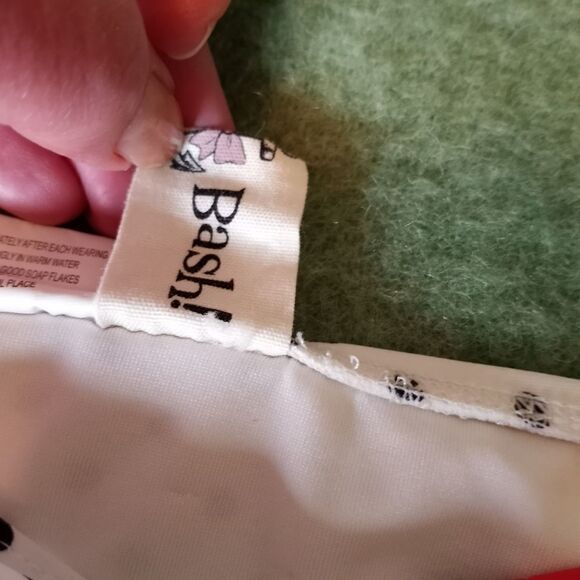 Bash!
ATELY AFTER EACH WEARING
GLY IN WARM WATER
GOOD SOAP FLAKES
L PLACE